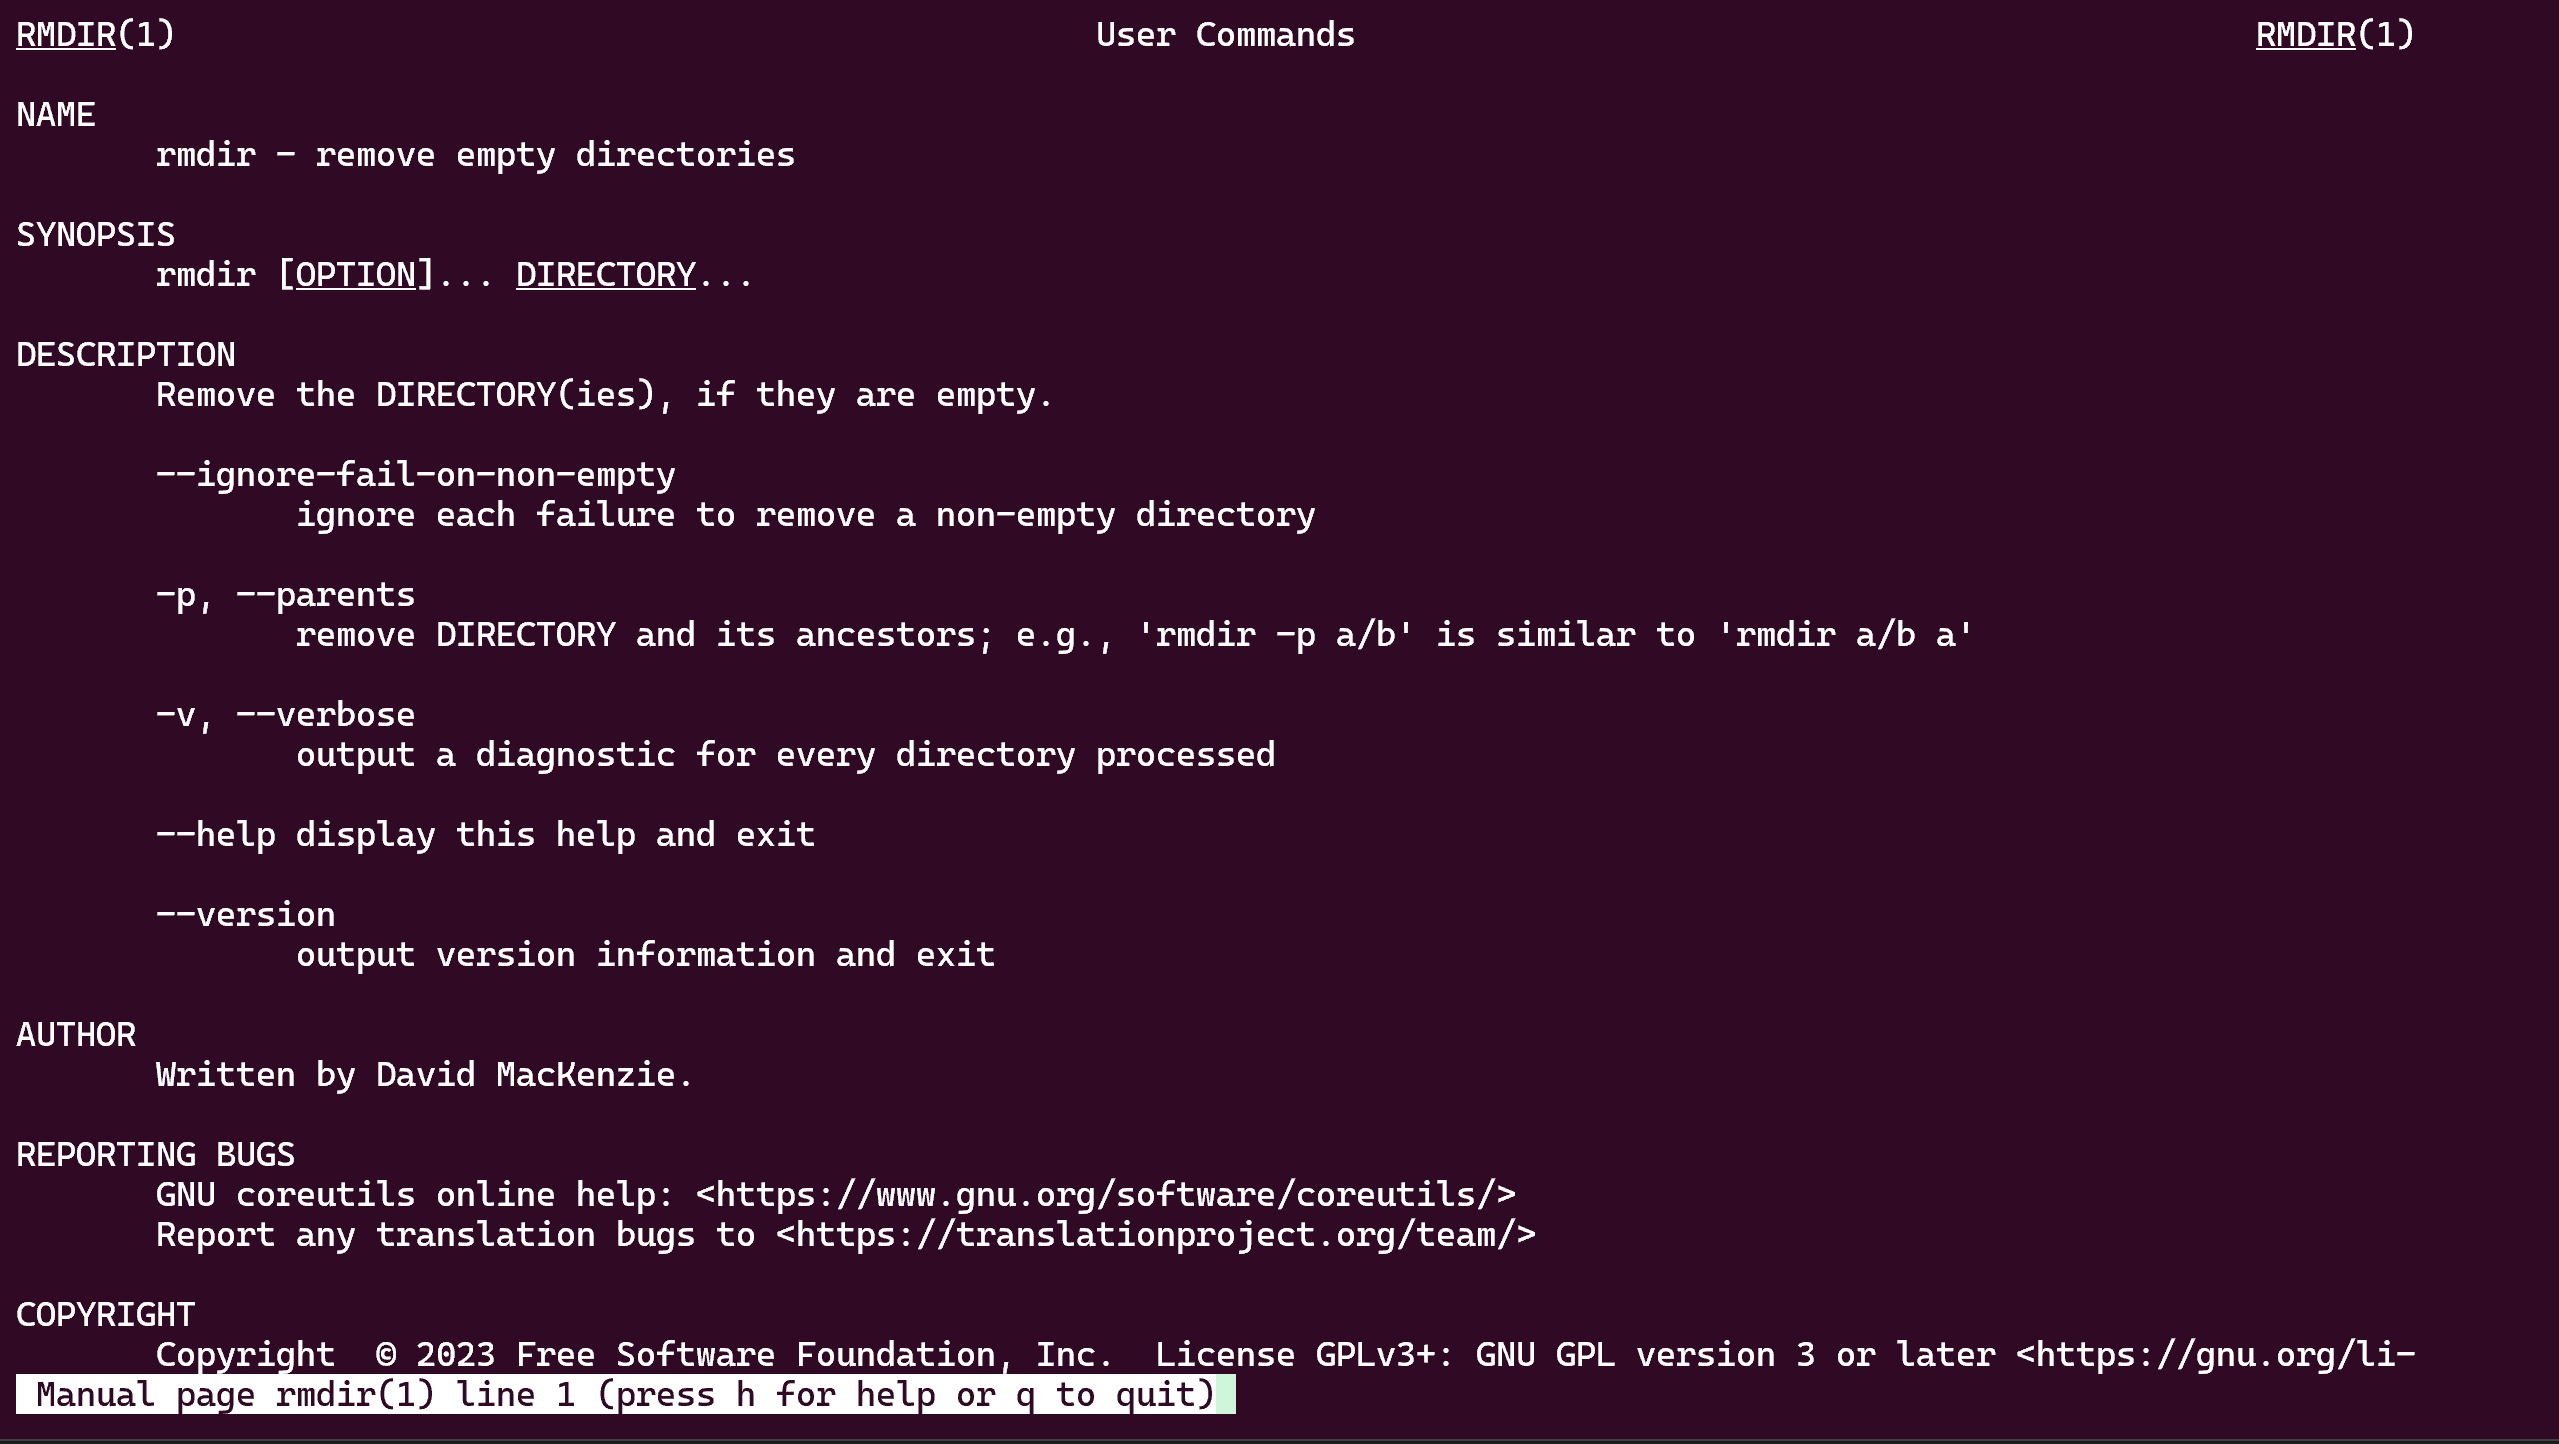 RMDIR(1) User Commands RMDIR(1)
NAME
rmdir - remove empty directories
SYNOPSIS
rmdir [OPTION]... DIRECTORY...
DESCRIPTION
Remove the DIRECTORY(ies), if they are empty.
--ignore-fail-on-non-empty
ignore each failure to remove a non-empty directory
-p, --parents
remove DIRECTORY and its ancestors; e.g., 'rmdir -p a/b' is similar to 'rmdir a/b a'
-v, --verbose
output a diagnostic for every directory processed
--help display this help and exit
--version
output version information and exit
AUTHOR
Written by David MacKenzie.
REPORTING BUGS
GNU coreutils online help: <https://www.gnu.org/software/coreutils/>
Report any translation bugs to <https://translationproject.org/team/>
COPYRIGHT
Copyright © 2023 Free Software Foundation, Inc. License GPLv3+: GNU GPL version 3 or later <https://gnu.org/li-
Manual page rmdir(1) line 1 (press h for help or q to quit)